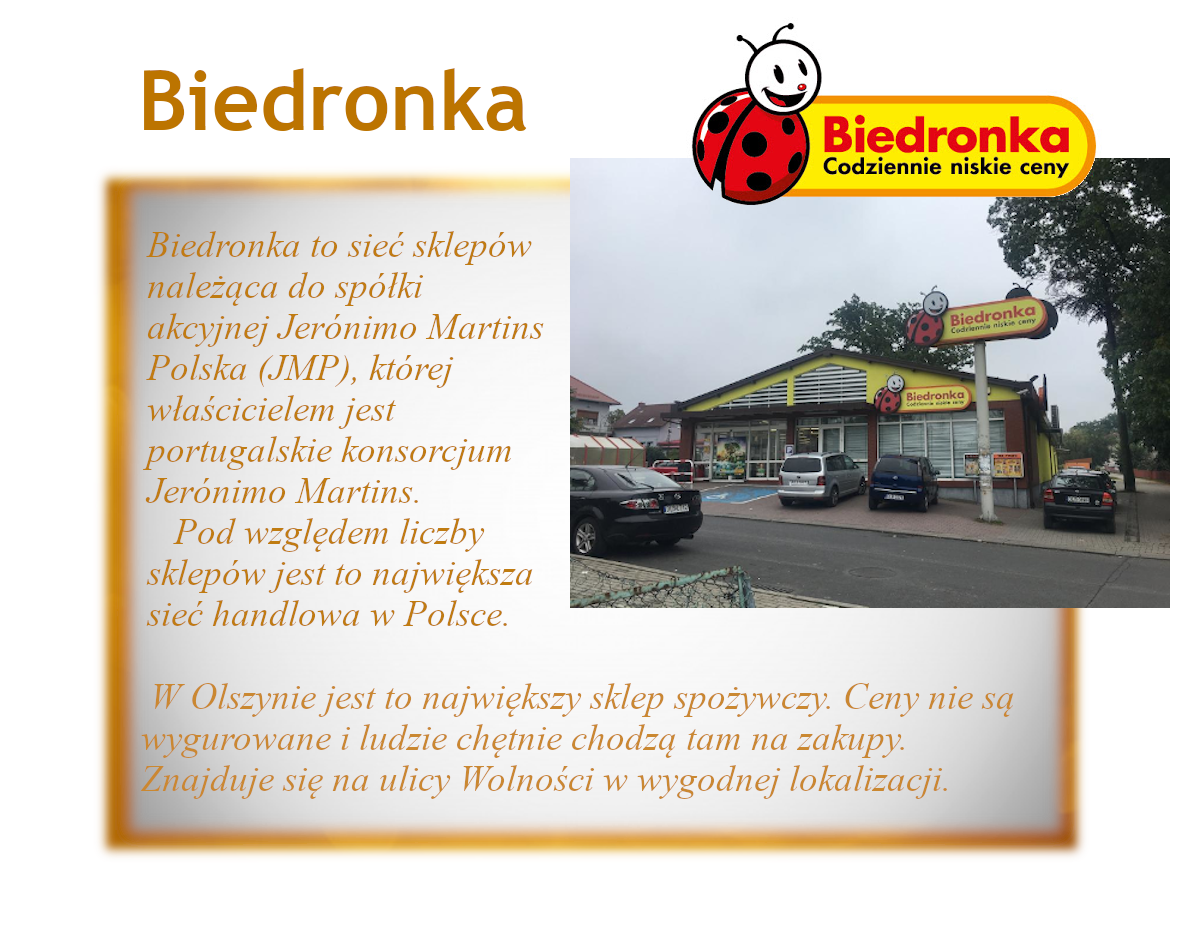 Biedronka
Biedronka
Codziennie niskie ceny
Biedronka to sieć sklepów
należąca do spółki
akcyjnej Jerónimo Martins
Polska (JMP), której
właścicielem jest
portugalskie konsorcjum
Jerónimo Martins.
Pod względem liczby
sklepów jest to największa
sieć handlowa w Polsce.
Biedronka
Codziennie niskie ceny
Biedronka
Codziennie niskie ceny
W Olszynie jest to największy sklep spożywczy. Ceny nie są
wygurowane i ludzie chętnie chodzą tam na zakupy.
Znajduje się na ulicy Wolności w wygodnej lokalizacji.